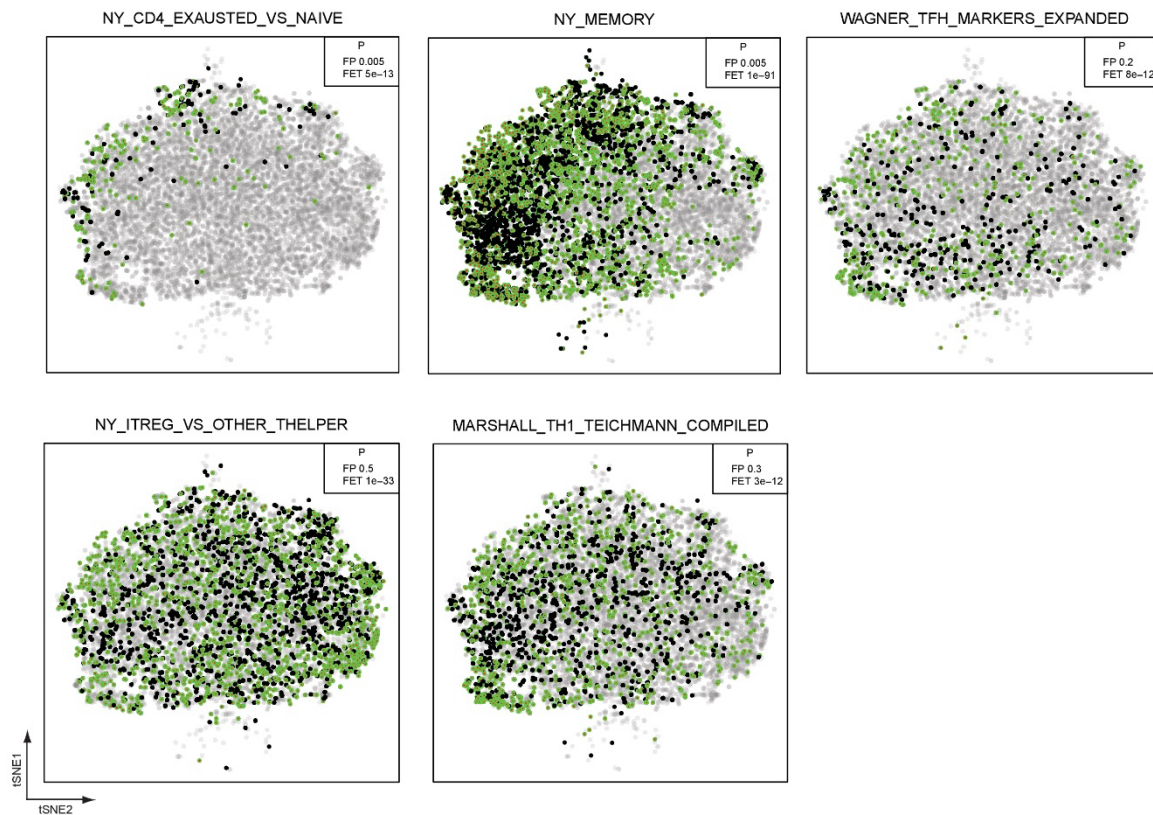 NY_CD4_EXAUSTED_VS_NAIVE
P
FP 0.005
FET 5e−13
NY_MEMORY
P
FP 0.005
FET 1e−91
WAGNER_TFH_MARKERS_EXPANDED
P
FP 0.2
FET 8e−12
NY_ITREG_VS_OTHER_THELPER
P
FP 0.5
FET 1e−33
MARSHALL_TH1_TEICHMANN_COMPILED
P
FP 0.3
FET 3e−12
tSNE1
tSNE2